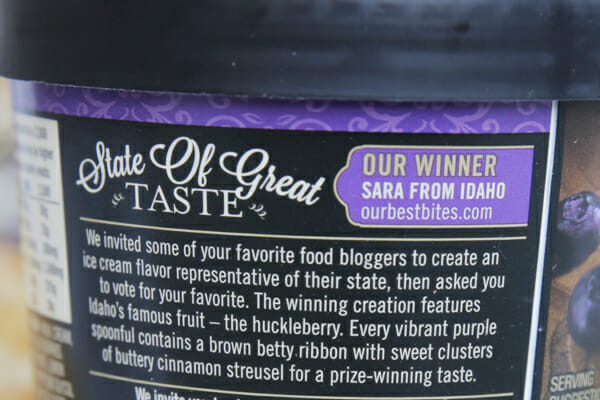 State Of Great
TASTE
OUR WINNER
SARA FROM IDAHO
ourbestbites.com
We invited some of your favorite food bloggers to create an
ice cream flavor representative of their state, then asked you
to vote for your favorite. The winning creation features
Idaho's famous fruit – the huckleberry. Every vibrant purple
spoonful contains a brown betty ribbon with sweet clusters
of buttery cinnamon streusel for a prize-winning taste.
We
SERVING